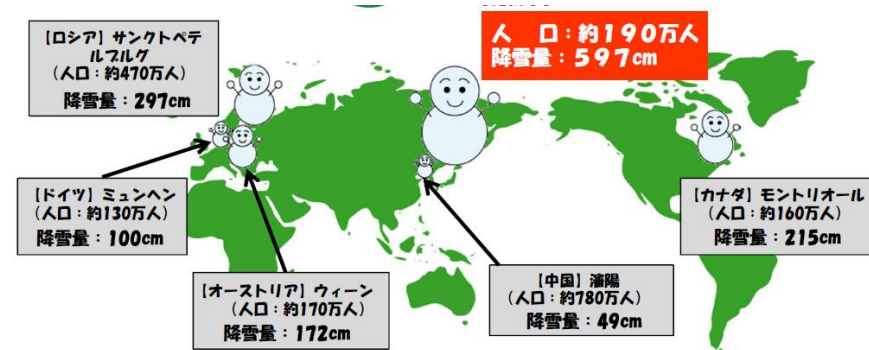 人　口：約190万人
降雪量：597cm
【ロシア】サンクトペテ
ルブルグ
（人口：約470万人）
降雪量：297cm
【ドイツ】ミュンヘン
（人口：約130万人）
降雪量：100cm
【オーストリア】ウィーン
（人口：約170万人）
降雪量：172cm
【中国】瀋陽
（人口：約780万人）
降雪量：49cm
【カナダ】モントリオール
（人口：約160万人）
降雪量：215cm